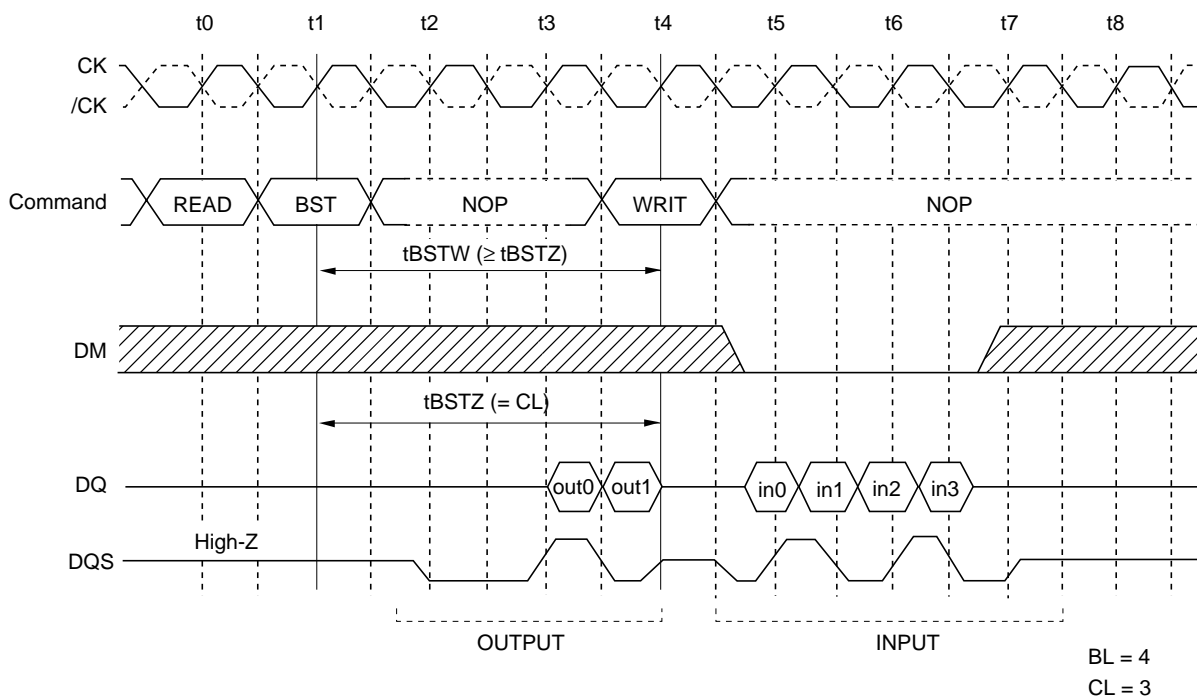 t0 t1 t2 t3 t4 t5 t6 t7 t8
CK
/CK
Command READ BST NOP WRIT NOP
tBSTW (≥ tBSTZ)
DM
tBSTZ (= CL)
DQ out0 out1 in0 in1 in2 in3
High-Z
DQS
OUTPUT INPUT
BL = 4
CL = 3